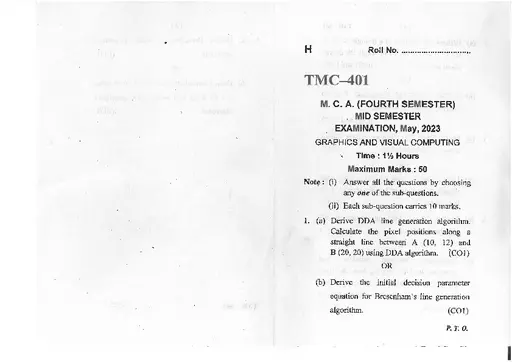 H Roll No. ..............................
TMC–401
M. C. A. (FOURTH SEMESTER)
MID SEMESTER
EXAMINATION, May, 2023
GRAPHICS AND VISUAL COMPUTING
Time : 1½ Hours
Maximum Marks : 50
Note : (i) Answer all the questions by choosing
any one of the sub-questions.
(ii) Each sub-question carries 10 marks.
1. (a) Derive DDA line generation algorithm.
Calculate the pixel positions along a
straight line between A (10, 12) and
B (20, 20) using DDA algorithm. (CO1)
OR
(b) Derive the initial decision parameter
equation for Bresenham's line generation
algorithm. (CO1)
P. T. O.